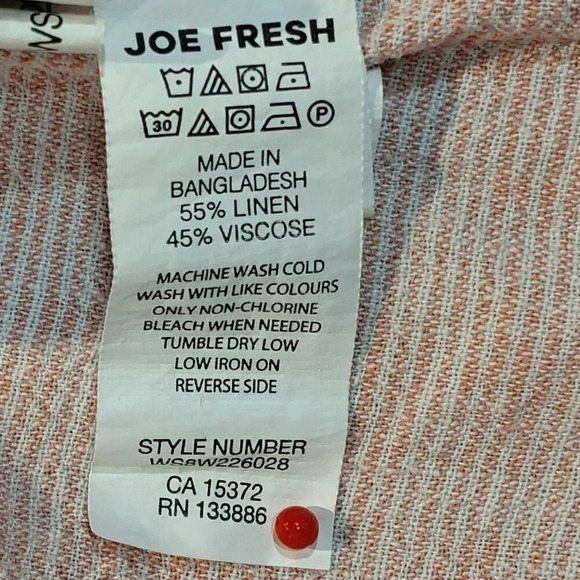 JOE FRESH
30 P
MADE IN
BANGLADESH
55% LINEN
45% VISCOSE
MACHINE WASH COLD
WASH WITH LIKE COLOURS
ONLY NON-CHLORINE
BLEACH WHEN NEEDED
TUMBLE DRY LOW
LOW IRON ON
REVERSE SIDE
STYLE NUMBER
WS8W226028
CA 15372
RN 133886